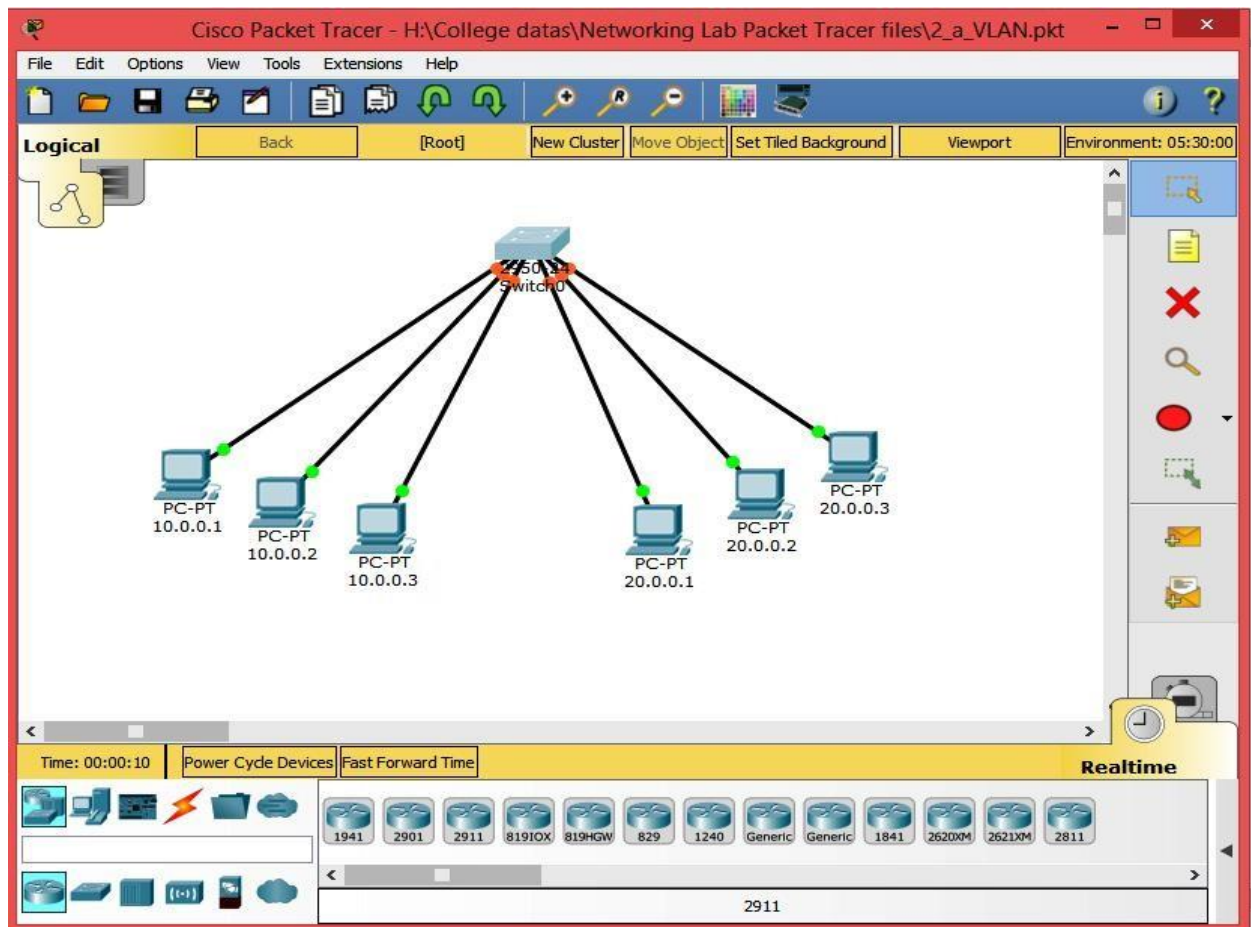 Cisco Packet Tracer - H:\College datas\Networking Lab Packet Tracer files\2_a_VLAN.pkt
File Edit Options View Tools Extensions Help
Logical Back [Root] New Cluster Move Object Set Tiled Background Viewport Environment: 05:30:00
2950-24
Switch0
PC-PT
10.0.0.1
PC-PT
10.0.0.2
PC-PT
10.0.0.3
PC-PT
20.0.0.1
PC-PT
20.0.0.2
PC-PT
20.0.0.3
Time: 00:00:10 Power Cycle Devices Fast Forward Time Realtime
1941 2901 2911 819IOX 819HGW 829 1240 Generic Generic 1841 2620XM 2621XM 2811
2911